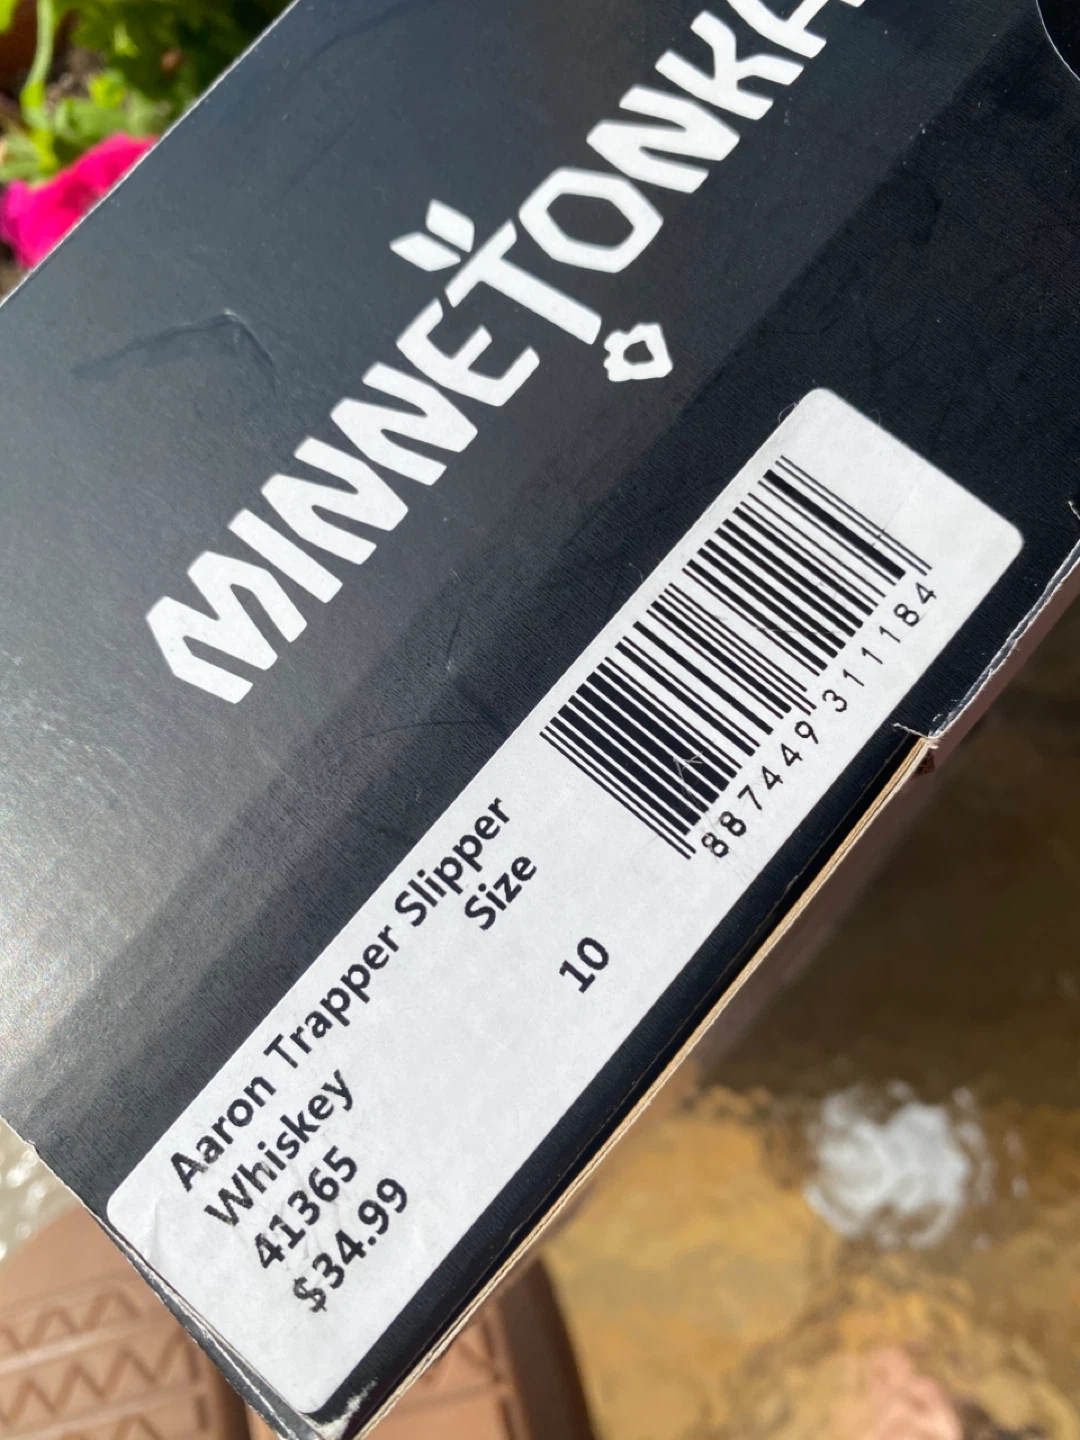 MINNETONKA
887449311184
Aaron Trapper Slipper
Size
Whiskey
10
41365
$34.99